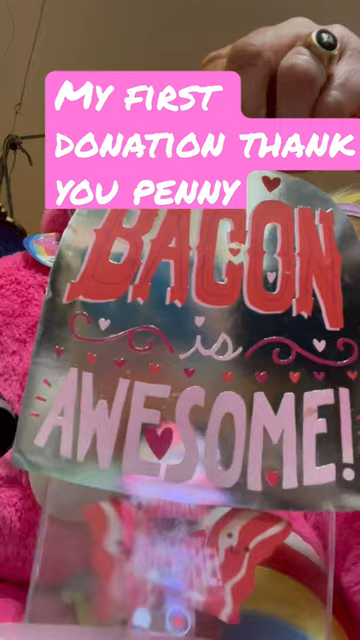 My first
donation thank
you penny
BACON
is
AWESOME!